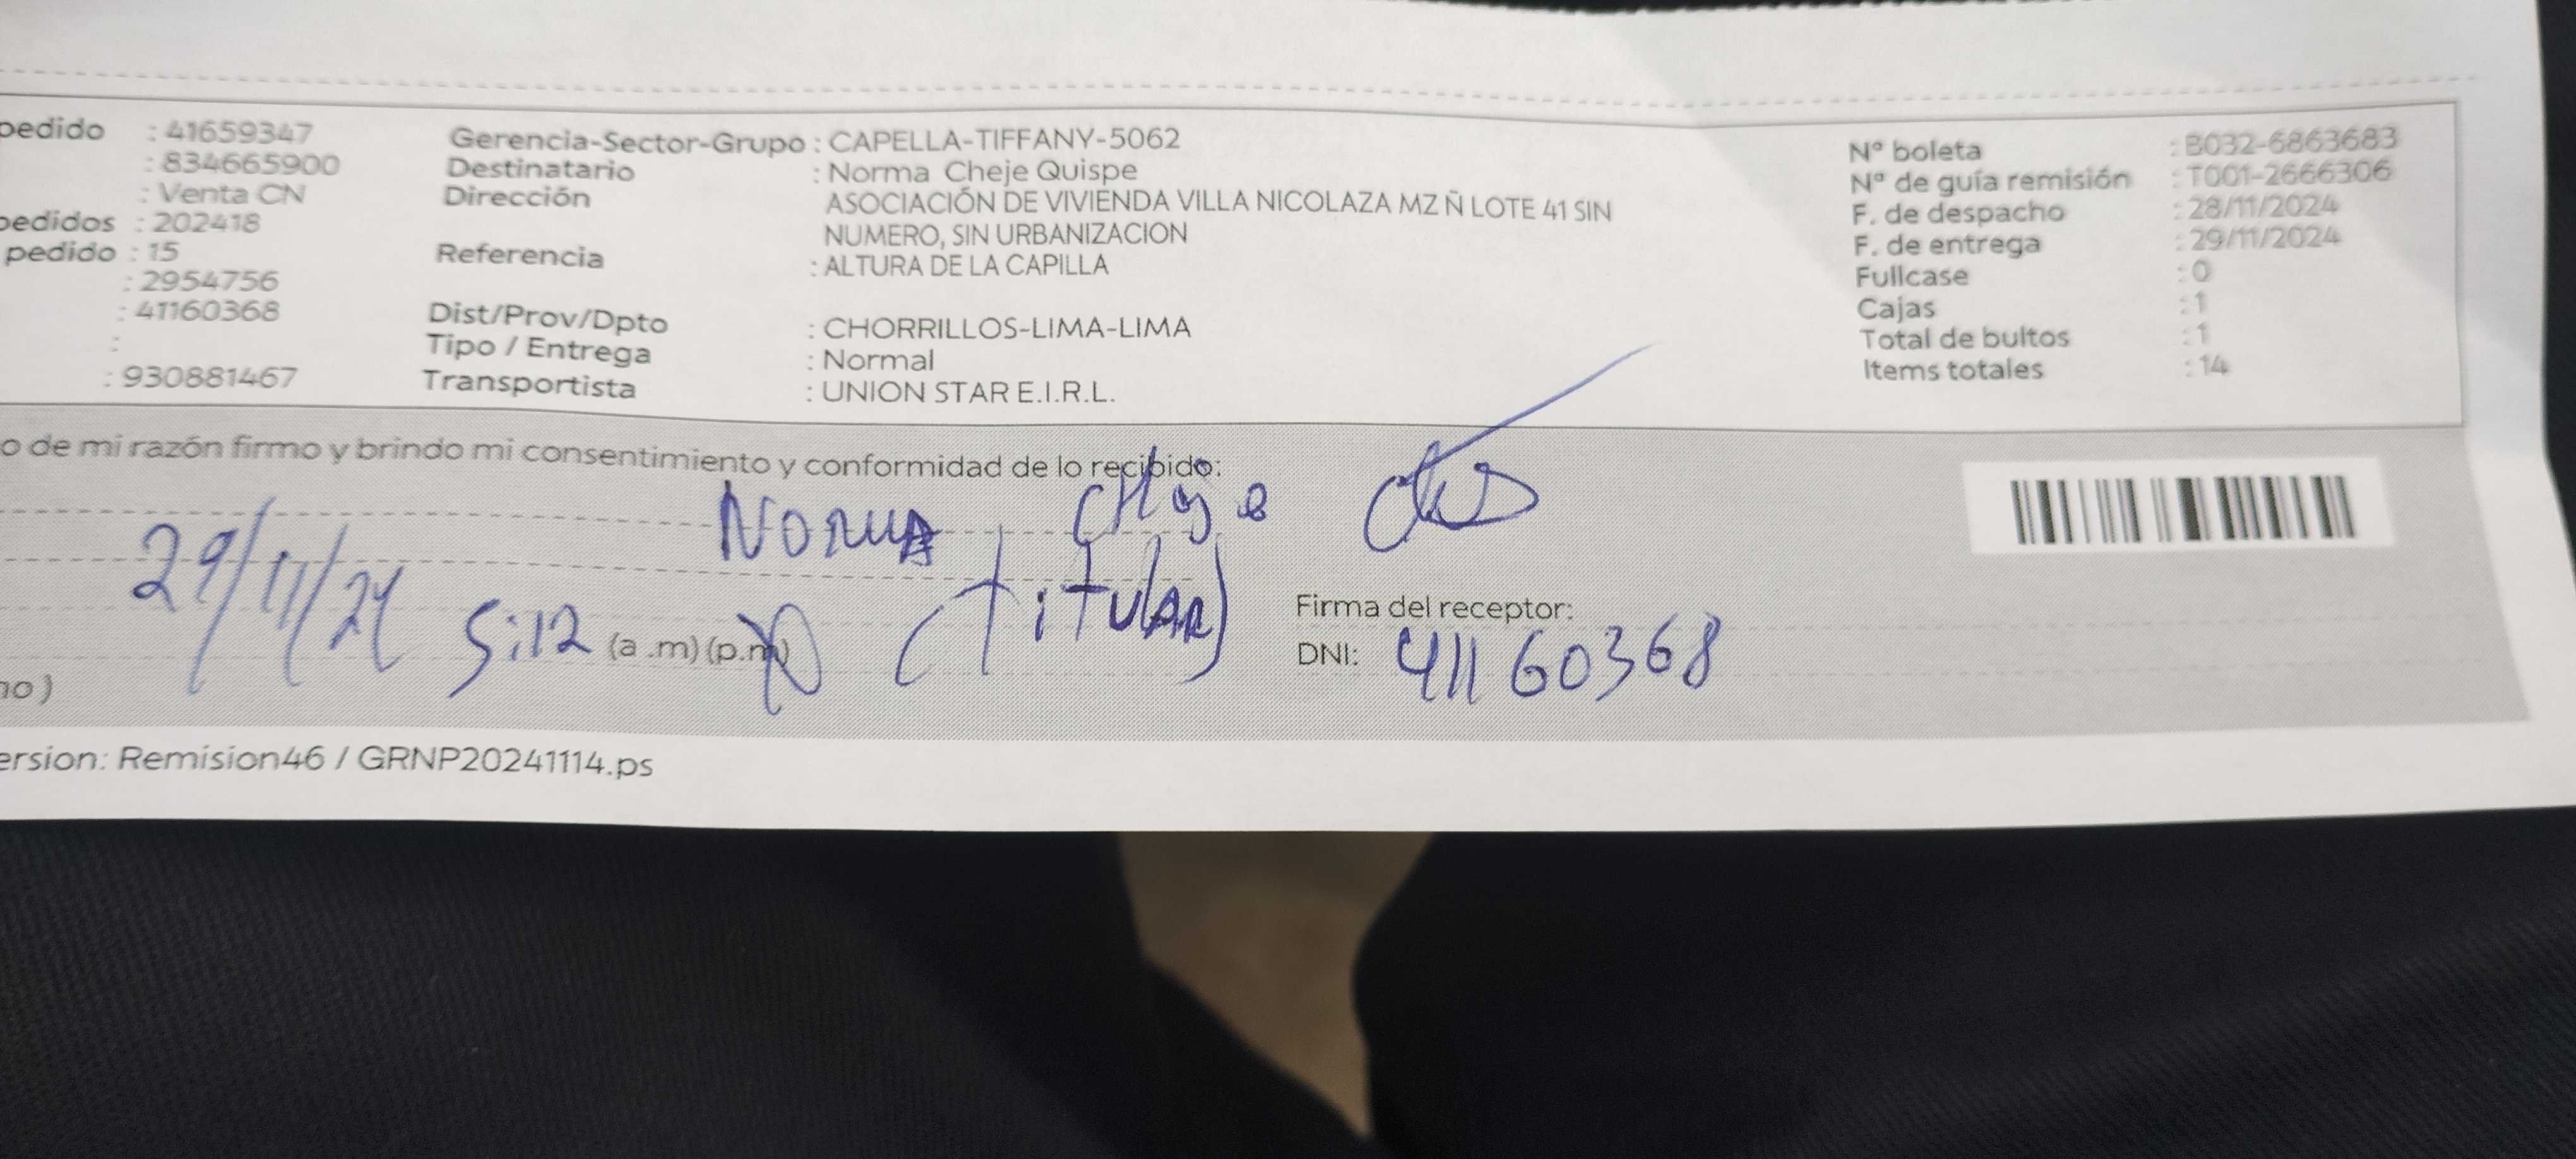 pedido : 41659347
: 834665900
: Venta CN
pedidos : 202418
pedido : 15
: 2954756
: 41160368
:
: 930881467
Gerencia-Sector-Grupo : CAPELLA-TIFFANY-5062
Destinatario : Norma Cheje Quispe
Dirección ASOCIACIÓN DE VIVIENDA VILLA NICOLAZA MZ Ñ LOTE 41 SIN
NUMERO, SIN URBANIZACION
Referencia : ALTURA DE LA CAPILLA
Dist/Prov/Dpto : CHORRILLOS-LIMA-LIMA
Tipo / Entrega : Normal
Transportista : UNION STAR E.I.R.L.
Nº boleta : B032-6863683
Nº de guía remisión : T001-2666306
F. de despacho : 28/11/2024
F. de entrega : 29/11/2024
Fullcase : 0
Cajas : 1
Total de bultos : 1
Items totales : 14
o de mi razón firmo y brindo mi consentimiento y conformidad de lo recibido:
Norma Cheje
29/11/24 5:12 (a .m) (p.m) (Titular)
Firma del receptor:
DNI: 41160368
no)
ersion: Remision46 / GRNP20241114.ps